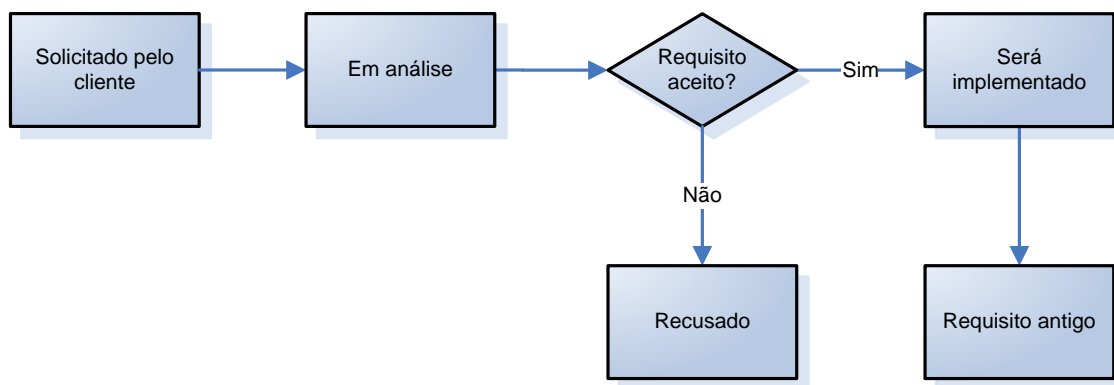 Solicitado pelo
cliente
Em análise
Requisito
aceito?
Sim
Será
implementado
Não
Recusado
Requisito antigo